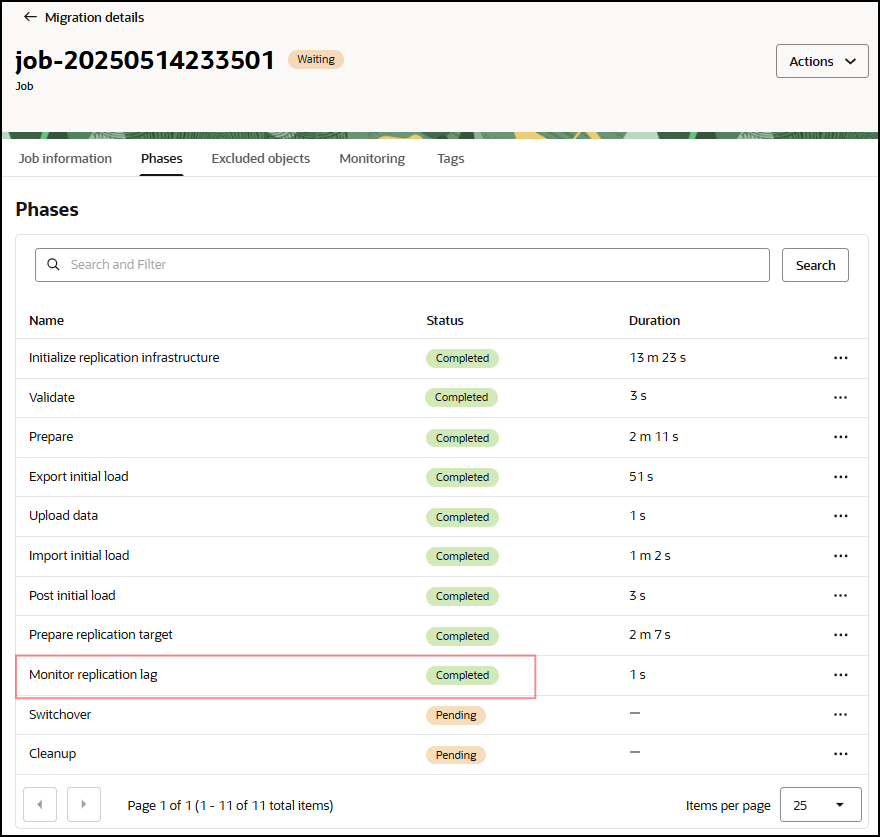 Migration details
job-20250514233501 Waiting
Actions
Job
Job information Phases Excluded objects Monitoring Tags
Phases
Search and Filter Search
Name Status Duration
Initialize replication infrastructure Completed 13 m 23 s
Validate Completed 3 s
Prepare Completed 2 m 11 s
Export initial load Completed 51 s
Upload data Completed 1 s
Import initial load Completed 1 m 2 s
Post initial load Completed 3 s
Prepare replication target Completed 2 m 7 s
Monitor replication lag Completed 1 s
Switchover Pending —
Cleanup Pending —
Page 1 of 1 (1 - 11 of 11 total items) Items per page 25